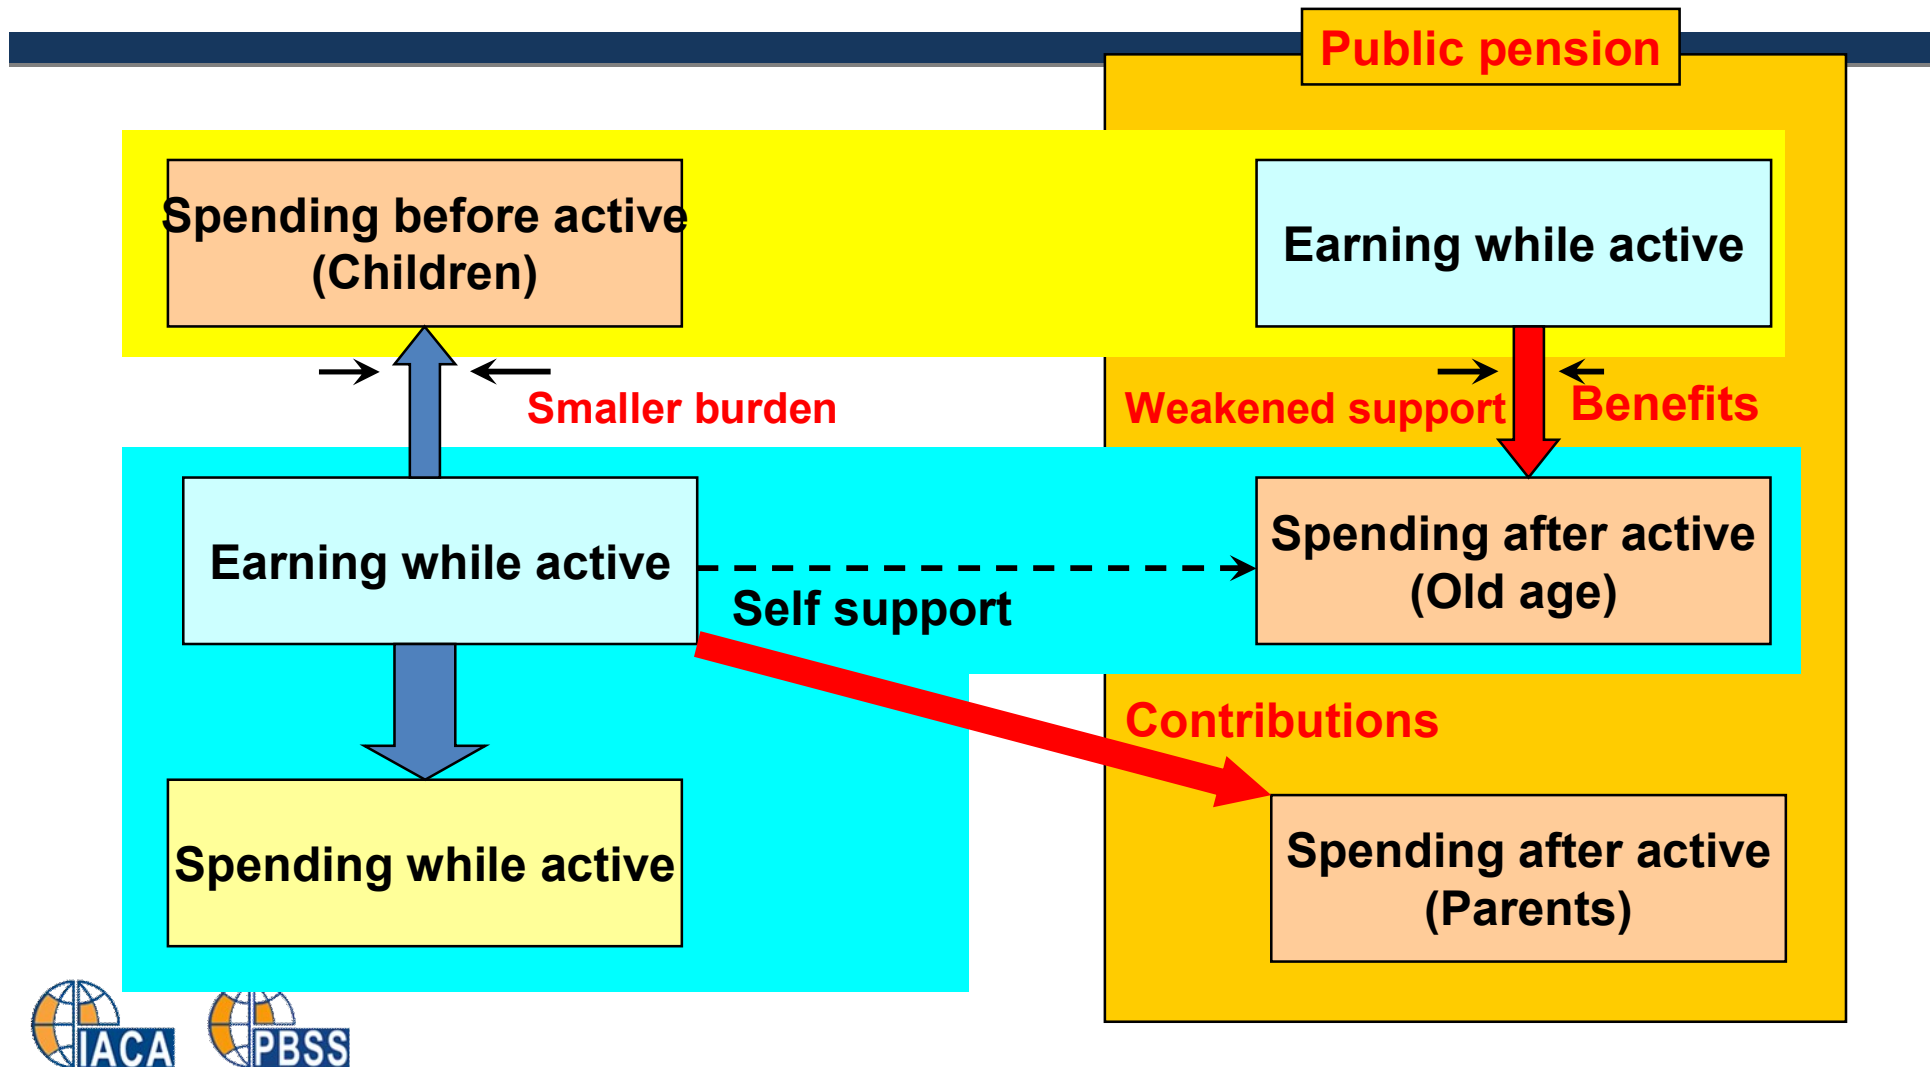 Public pension
Spending before active
(Children)
Earning while active
Smaller burden
Weakened support
Benefits
Earning while active
Self support
Spending after active
(Old age)
Contributions
Spending while active
Spending after active
(Parents)
IACA
PBSS